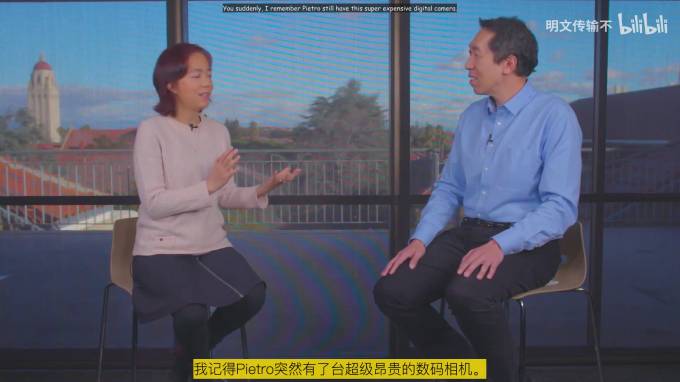 You suddenly, I remember Pietro still have this super expensive digital camera.
明文传输不 bilibili
我记得Pietro突然有了台超级昂贵的数码相机。